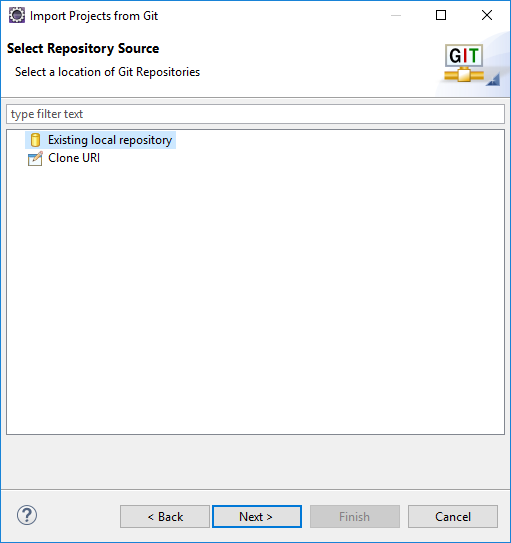 Import Projects from Git
Select Repository Source
Select a location of Git Repositories
GIT
type filter text
Existing local repository
Clone URI
?
< Back
Next >
Finish
Cancel